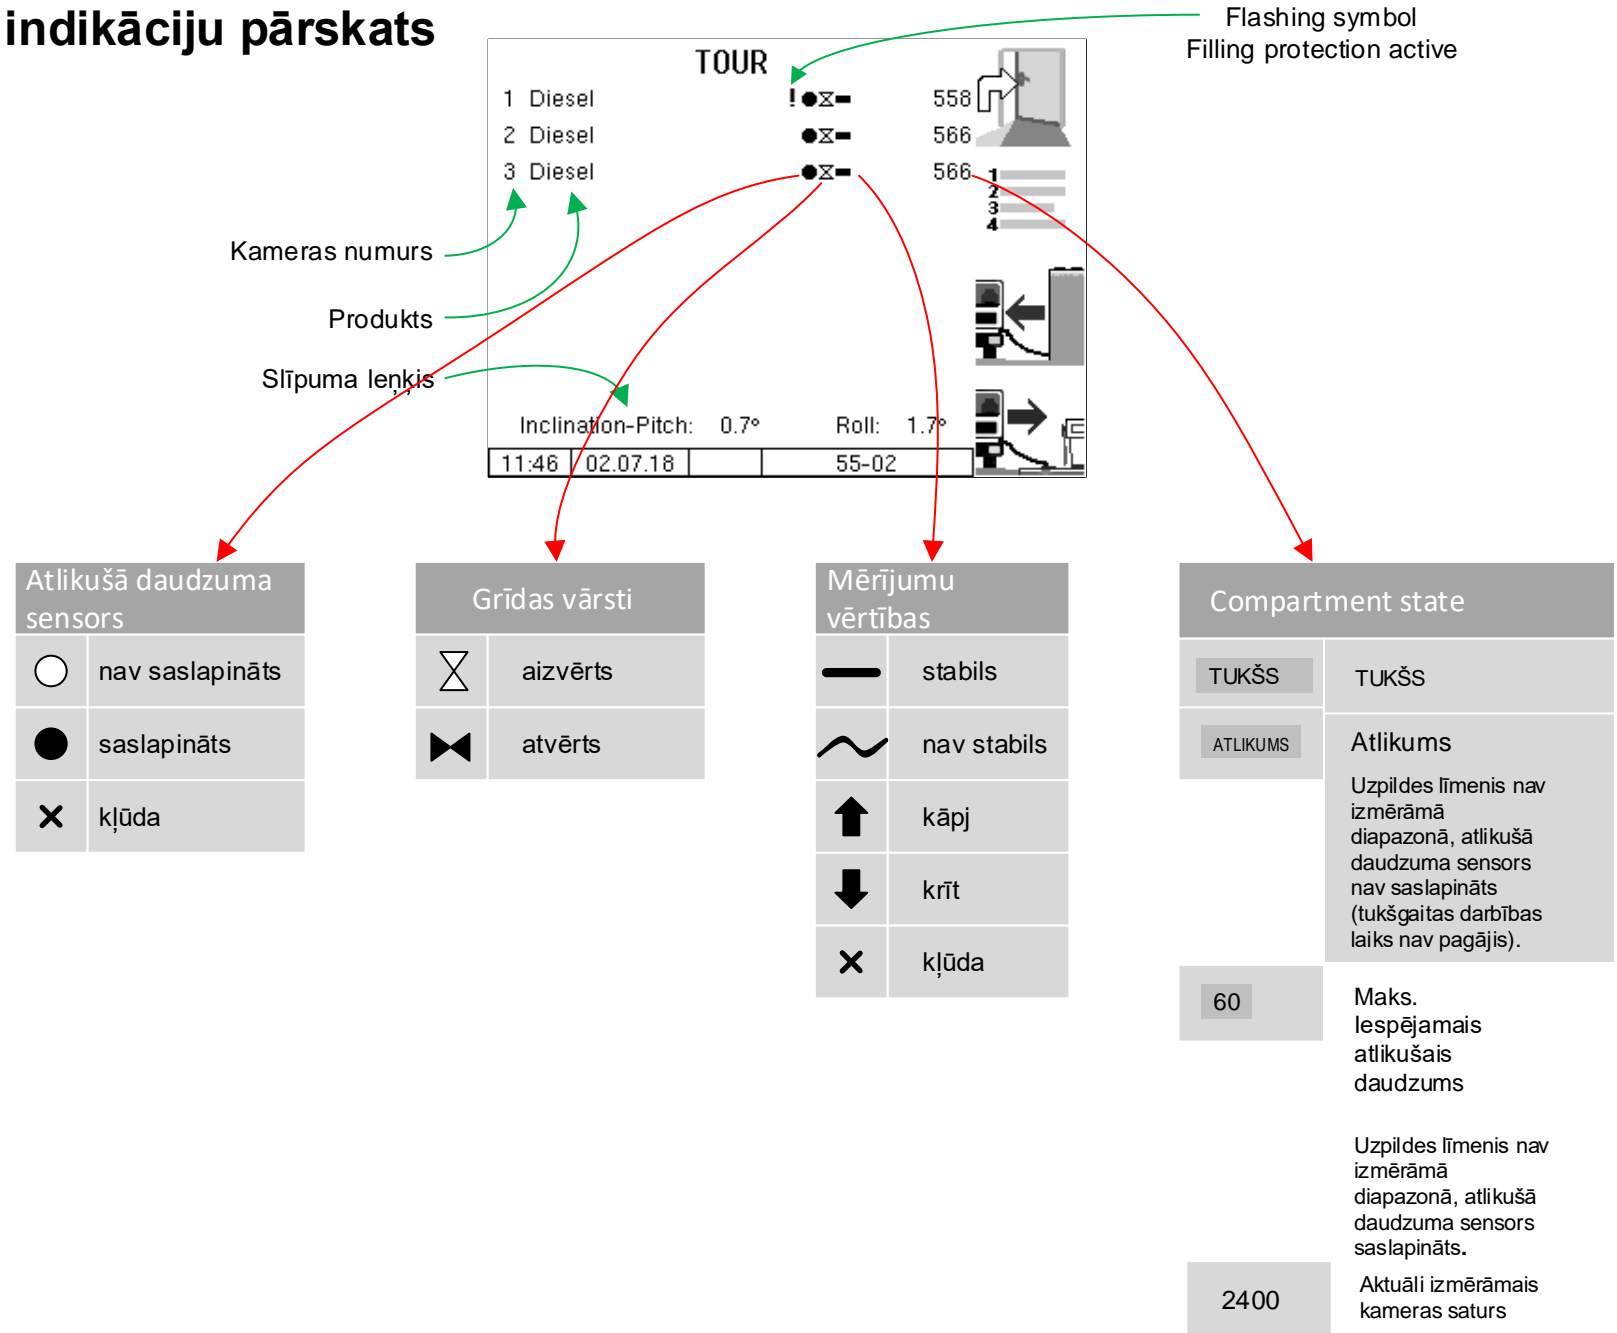 indikāciju pārskats
Flashing symbol
Filling protection active
TOUR
1 Diesel ! 558
2 Diesel 566
3 Diesel 566
1
2
3
4
Kameras numurs
Produkts
Slīpuma leņķis
Inclination-Pitch: 0.7° Roll: 1.7°
11:46 02.07.18 55-02
Atlikušā daudzuma
sensors
nav saslapināts
saslapināts
kļūda
Grīdas vārsti
aizvērts
atvērts
Mērījumu
vērtības
stabils
nav stabils
kāpj
krīt
kļūda
Compartment state
TUKŠS TUKŠS
ATLIKUMS Atlikums
Uzpildes līmenis nav
izmērāmā
diapazonā, atlikušā
daudzuma sensors
nav saslapināts
(tukšgaitas darbības
laiks nav pagājis).
60 Maks.
Iespējamais
atlikušais
daudzums
Uzpildes līmenis nav
izmērāmā
diapazonā, atlikušā
daudzuma sensors
saslapināts.
2400 Aktuāli izmērāmais
kameras saturs